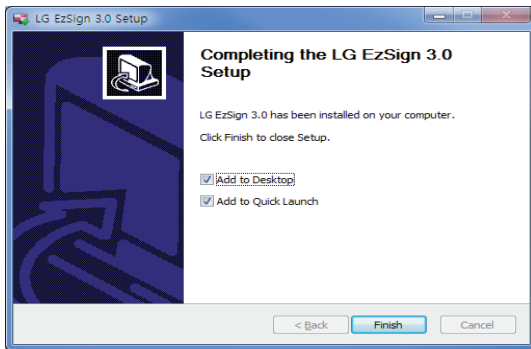 LG EzSign 3.0 Setup
Completing the LG EzSign 3.0
Setup
LG EzSign 3.0 has been installed on your computer.
Click Finish to close Setup.
Add to Desktop
Add to Quick Launch
< Back
Finish
Cancel